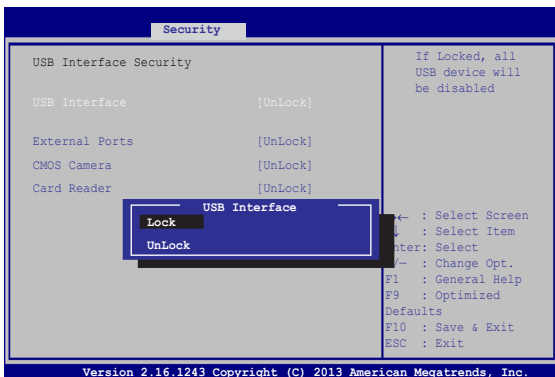 Security
USB Interface Security
USB Interface [UnLock]
External Ports [UnLock]
CMOS Camera [UnLock]
Card Reader [UnLock]
USB Interface
Lock
UnLock
If Locked, all
USB device will
be disabled
→← : Select Screen
↓ : Select Item
nter: Select
/— : Change Opt.
F1 : General Help
F9 : Optimized
Defaults
F10 : Save & Exit
ESC : Exit
Version 2.16.1243 Copyright (C) 2013 American Megatrends, Inc.